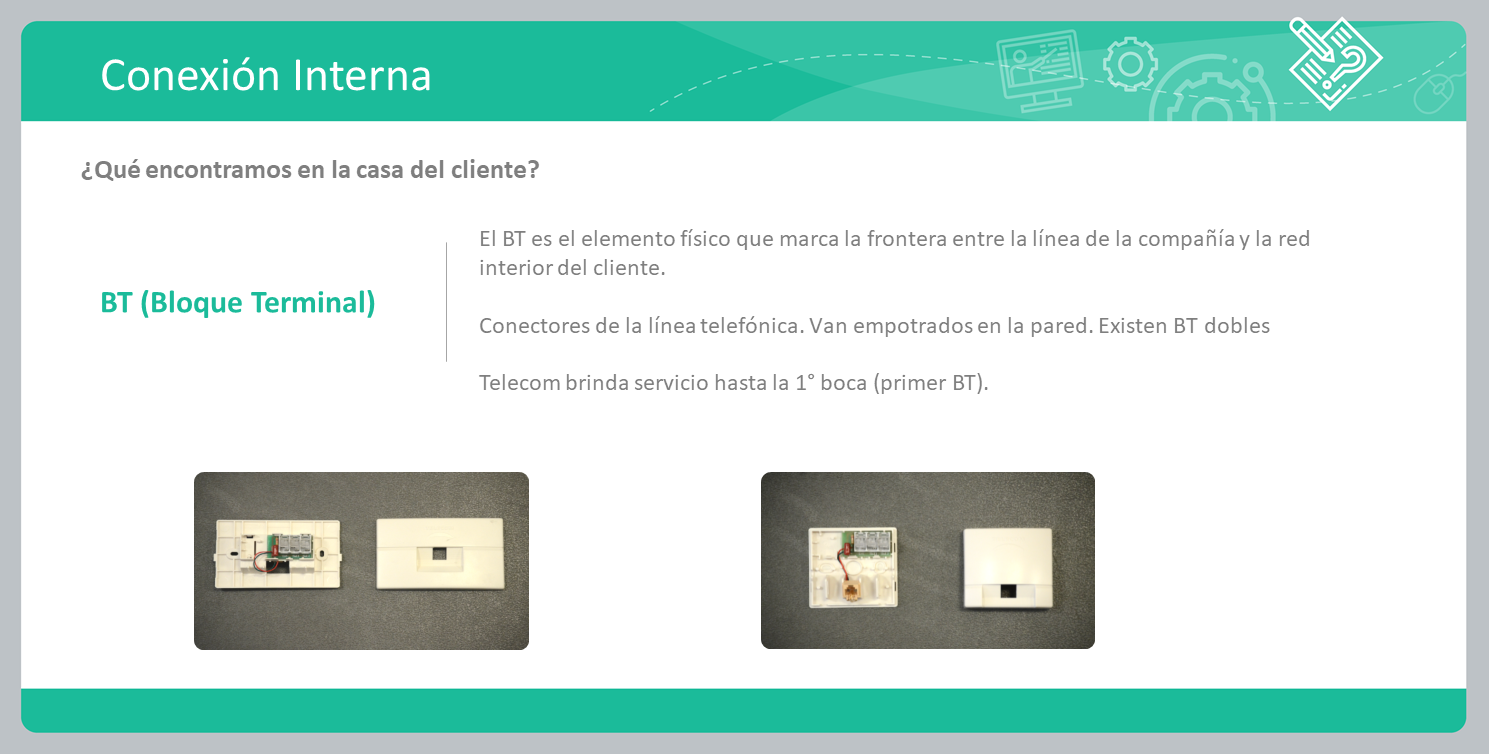 Conexión Interna
¿Qué encontramos en la casa del cliente?
BT (Bloque Terminal)
El BT es el elemento físico que marca la frontera entre la línea de la compañía y la red
interior del cliente.
Conectores de la línea telefónica. Van empotrados en la pared. Existen BT dobles
Telecom brinda servicio hasta la 1° boca (primer BT).